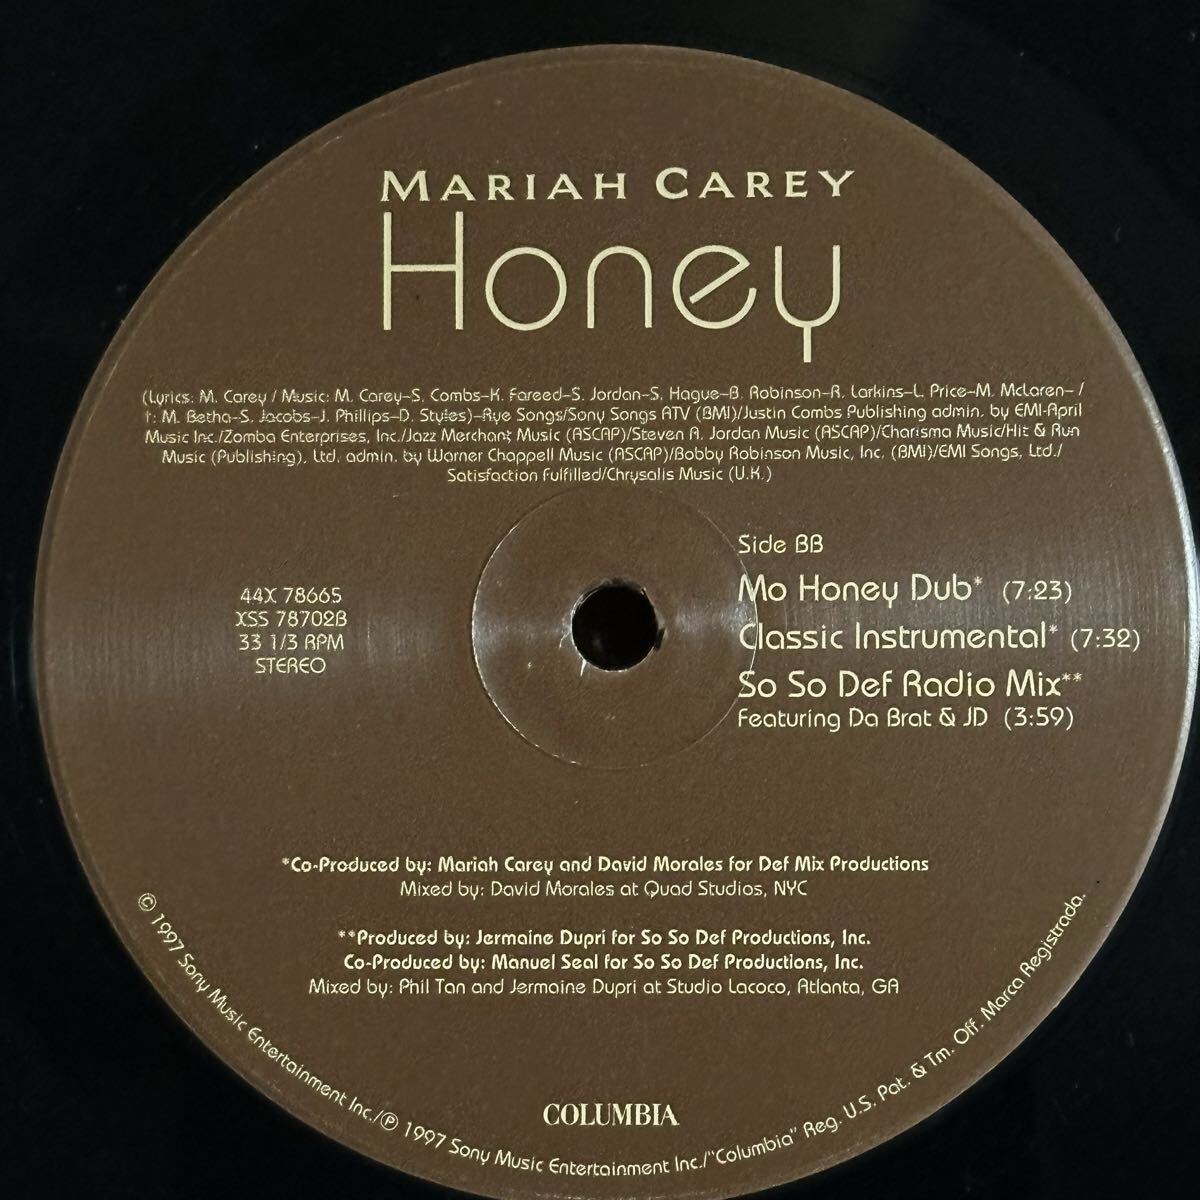 MARIAH CAREY
Honey
(Lyrics: M. Carey / Music: M. Carey-S. Combs-K. Fareed-S. Jordan-S. Hague-B. Robinson-R. Larkins-L. Price-M. McLaren- /
†: M. Betha-S. Jacobs-J. Phillips-D. Styles)-Rye Songs/Sony Songs ATV (BMI)/Justin Combs Publishing admin. by EMI-April
Music Inc./Zomba Enterprises, Inc./Jazz Merchant Music (ASCAP)/Steven A. Jordan Music (ASCAP)/Charisma Music/Hit & Run
Music (Publishing), Ltd. admin. by Warner Chappell Music (ASCAP)/Bobby Robinson Music, Inc. (BMI)/EMI Songs, Ltd./
Satisfaction Fulfilled/Chrysalis Music (U.K.)
Side BB
Mo Honey Dub* (7:23)
Classic Instrumental* (7:32)
So So Def Radio Mix**
Featuring Da Brat & JD (3:59)
44X 78665
XSS 78702B
33 1/3 RPM
STEREO
*Co-Produced by: Mariah Carey and David Morales for Def Mix Productions
Mixed by: David Morales at Quad Studios, NYC
**Produced by: Jermaine Dupri for So So Def Productions, Inc.
Co-Produced by: Manuel Seal for So So Def Productions, Inc.
Mixed by: Phil Tan and Jermaine Dupri at Studio Lacoco, Atlanta, GA
COLUMBIA
© 1997 Sony Music Entertainment Inc./℗ 1997 Sony Music Entertainment Inc./"Columbia" Reg. U.S. Pat. & Tm. Off. Marca Registrada.